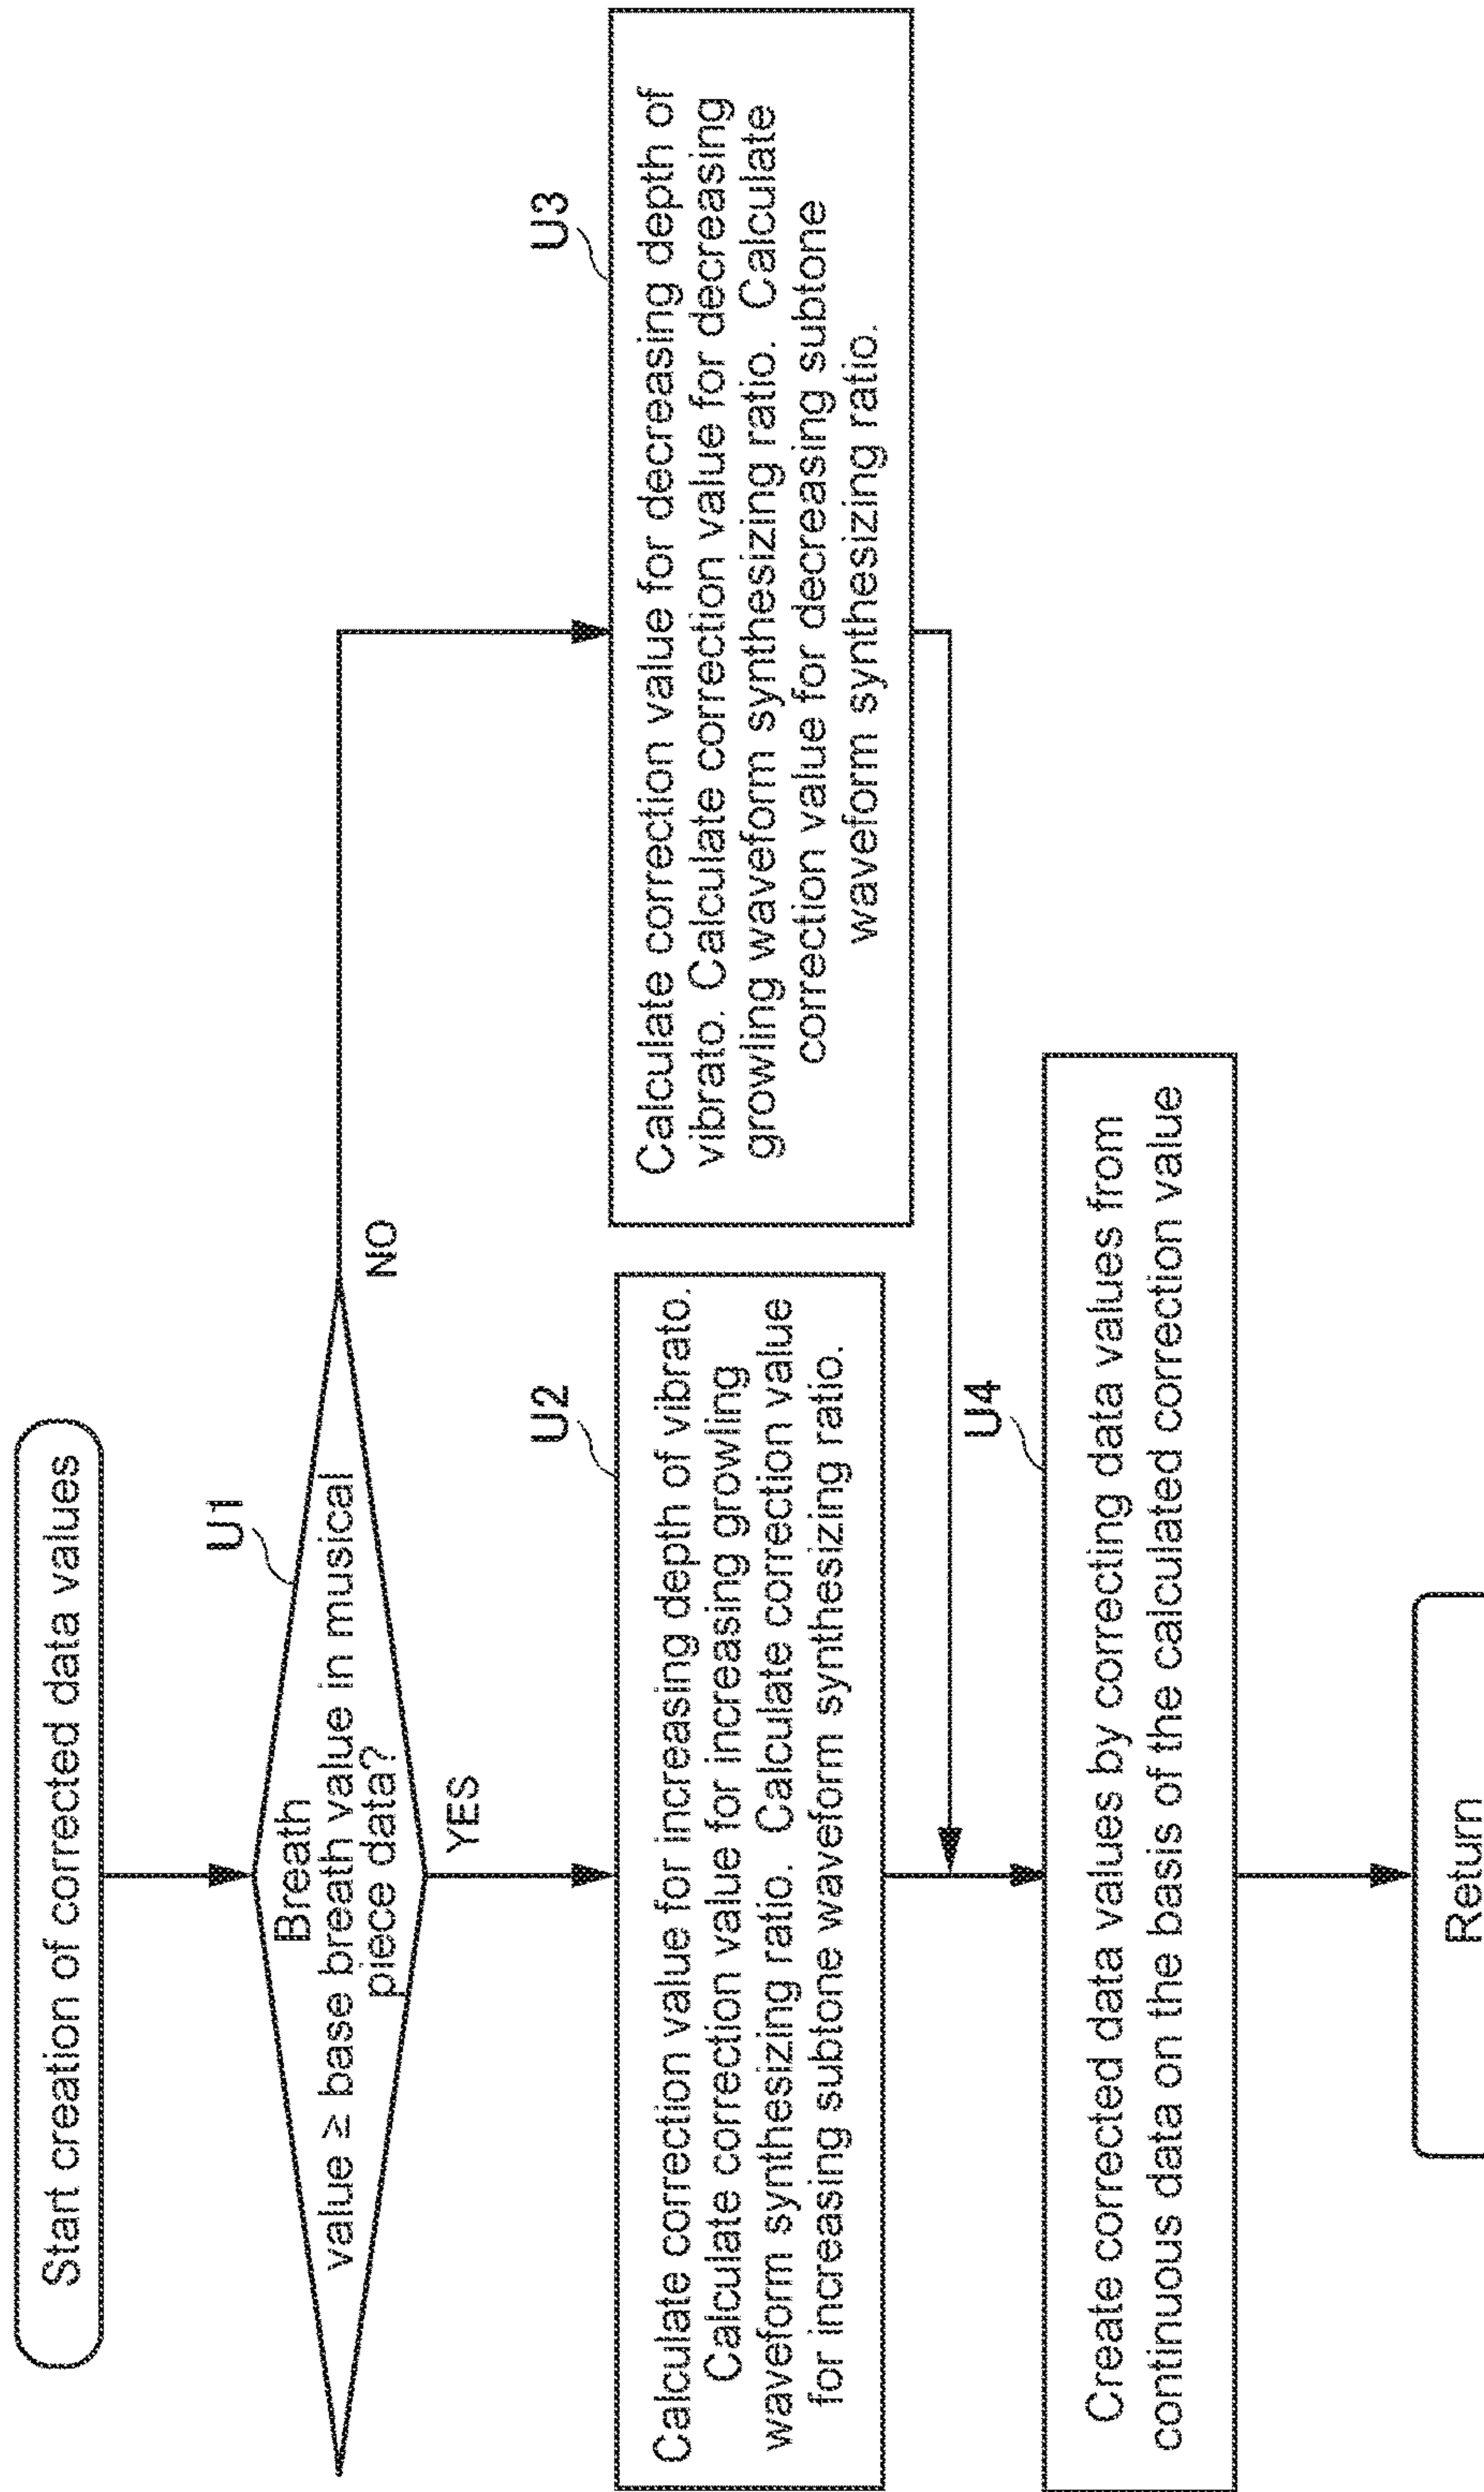 Start creation of corrected data values
U1
Breath
value ≥ base breath value in musical
piece data?
NO
YES
U2
Calculate correction value for increasing depth of vibrato.
Calculate correction value for increasing growling
waveform synthesizing ratio. Calculate correction value
for increasing subtone waveform synthesizing ratio.
U3
Calculate correction value for decreasing depth of
vibrato. Calculate correction value for decreasing
growling waveform synthesizing ratio. Calculate
correction value for decreasing subtone
waveform synthesizing ratio.
U4
Create corrected data values by correcting data values from
continuous data on the basis of the calculated correction value
Return